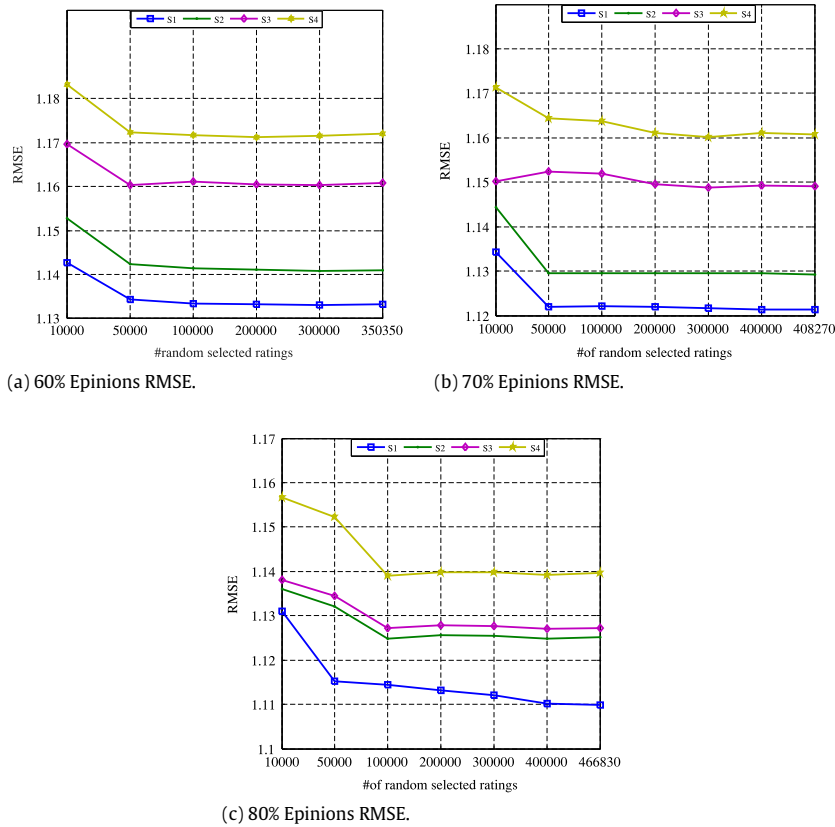 S1 S2 S3 S4
1.18
1.17
1.16
1.15
1.14
1.13
RMSE
10000 50000 100000 200000 300000 350350
#random selected ratings
(a) 60% Epinions RMSE.
S1 S2 S3 S4
1.19
1.18
1.17
1.16
1.15
1.14
1.13
1.12
RMSE
10000 50000 100000 200000 300000 400000 408270
#of random selected ratings
(b) 70% Epinions RMSE.
S1 S2 S3 S4
1.17
1.16
1.15
1.14
1.13
1.12
1.11
1.1
RMSE
10000 50000 100000 200000 300000 400000 466830
#of random selected ratings
(c) 80% Epinions RMSE.